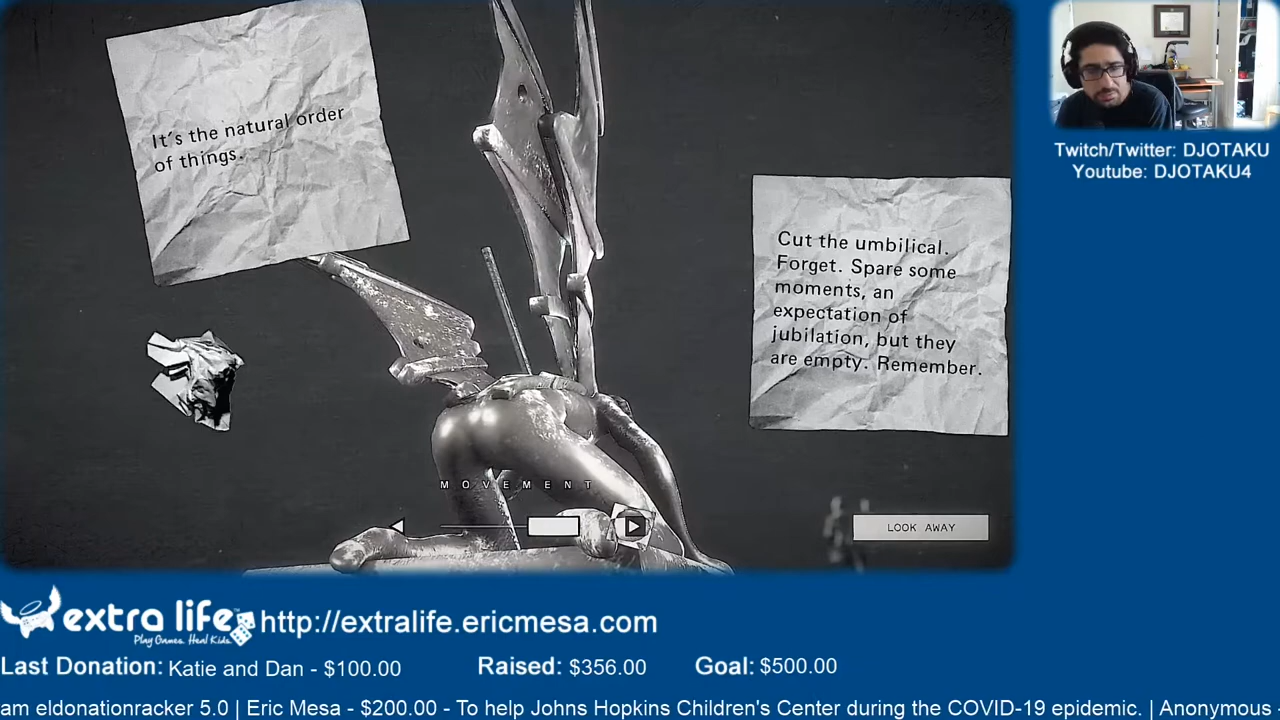 It's the natural order
of things.
Cut the umbilical.
Forget. Spare some
moments, an
expectation of
jubilation, but they
are empty. Remember.
MOVEMENT
LOOK AWAY
Twitch/Twitter: DJOTAKU
Youtube: DJOTAKU4
extra life
Play Games. Heal Kids.
http://extralife.ericmesa.com
Last Donation: Katie and Dan - $100.00
Raised: $356.00
Goal: $500.00
am eldonationracker 5.0 | Eric Mesa - $200.00 - To help Johns Hopkins Children's Center during the COVID-19 epidemic. | Anonymous -